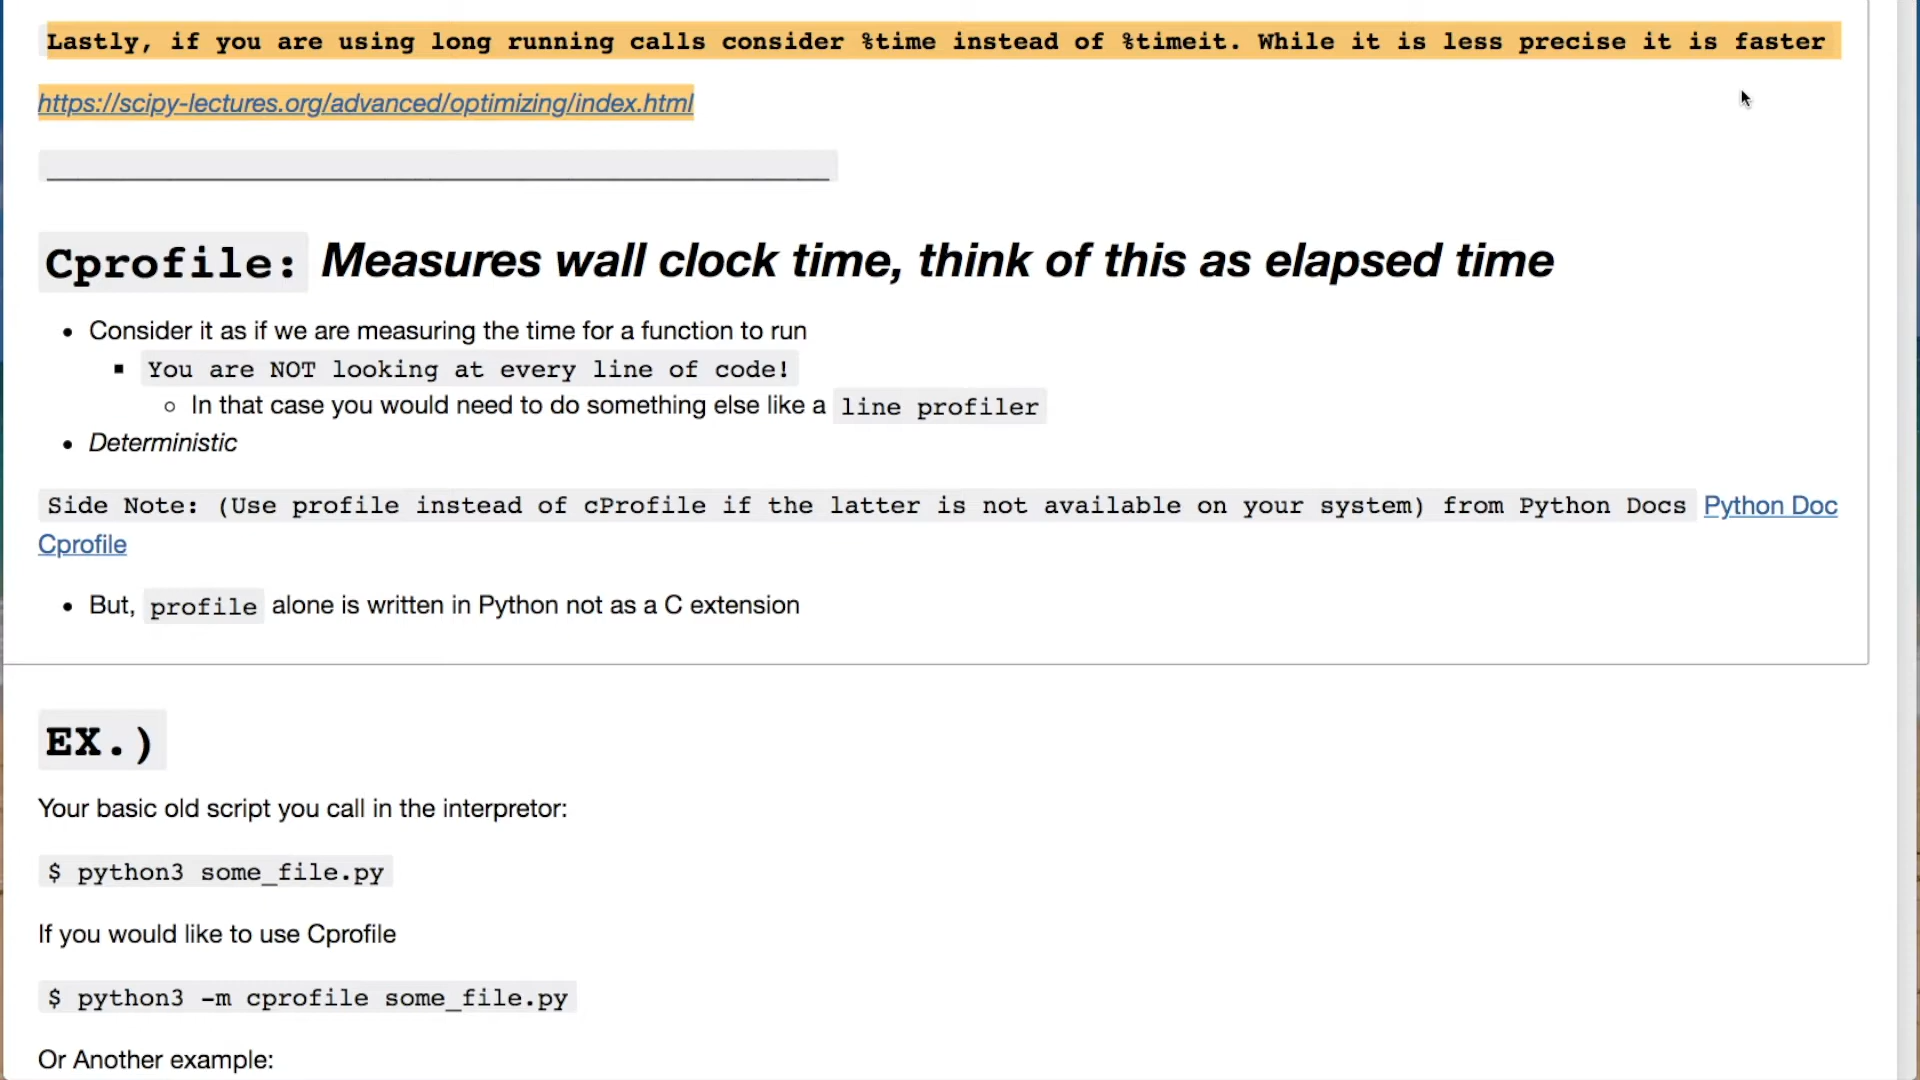 Lastly, if you are using long running calls consider %time instead of %timeit. While it is less precise it is faster
https://scipy-lectures.org/advanced/optimizing/index.html
___________________________________________________
Cprofile: Measures wall clock time, think of this as elapsed time
• Consider it as if we are measuring the time for a function to run
▪ You are NOT looking at every line of code!
◦ In that case you would need to do something else like a line profiler
• Deterministic
Side Note: (Use profile instead of cProfile if the latter is not available on your system) from Python Docs Python Doc
Cprofile
• But, profile alone is written in Python not as a C extension
EX.)
Your basic old script you call in the interpretor:
$ python3 some_file.py
If you would like to use Cprofile
$ python3 -m cprofile some_file.py
Or Another example: